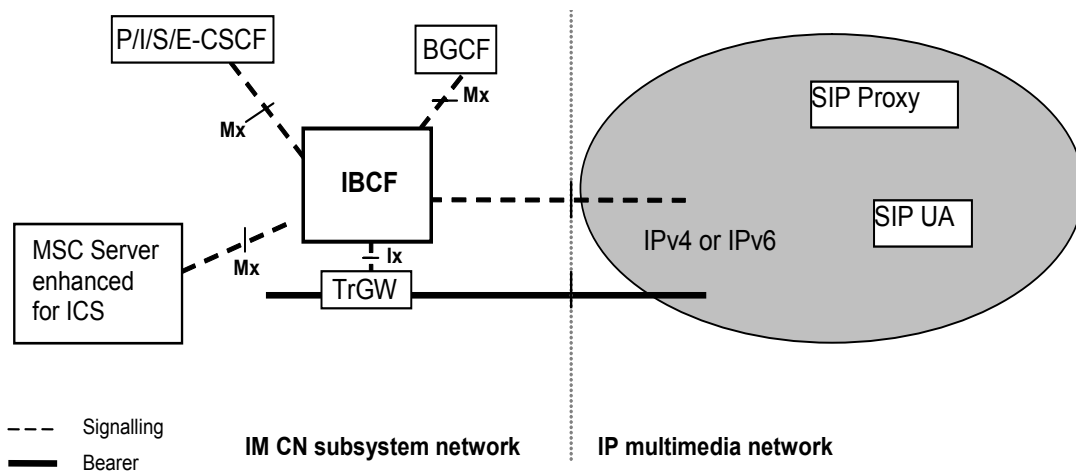 P/I/S/E-CSCF
BGCF
SIP Proxy
Mx
Mx
IBCF
SIP UA
MSC Server
enhanced
for ICS
IPv4 or IPv6
Mx
Ix
TrGW
Signalling
Bearer
IM CN subsystem network
IP multimedia network